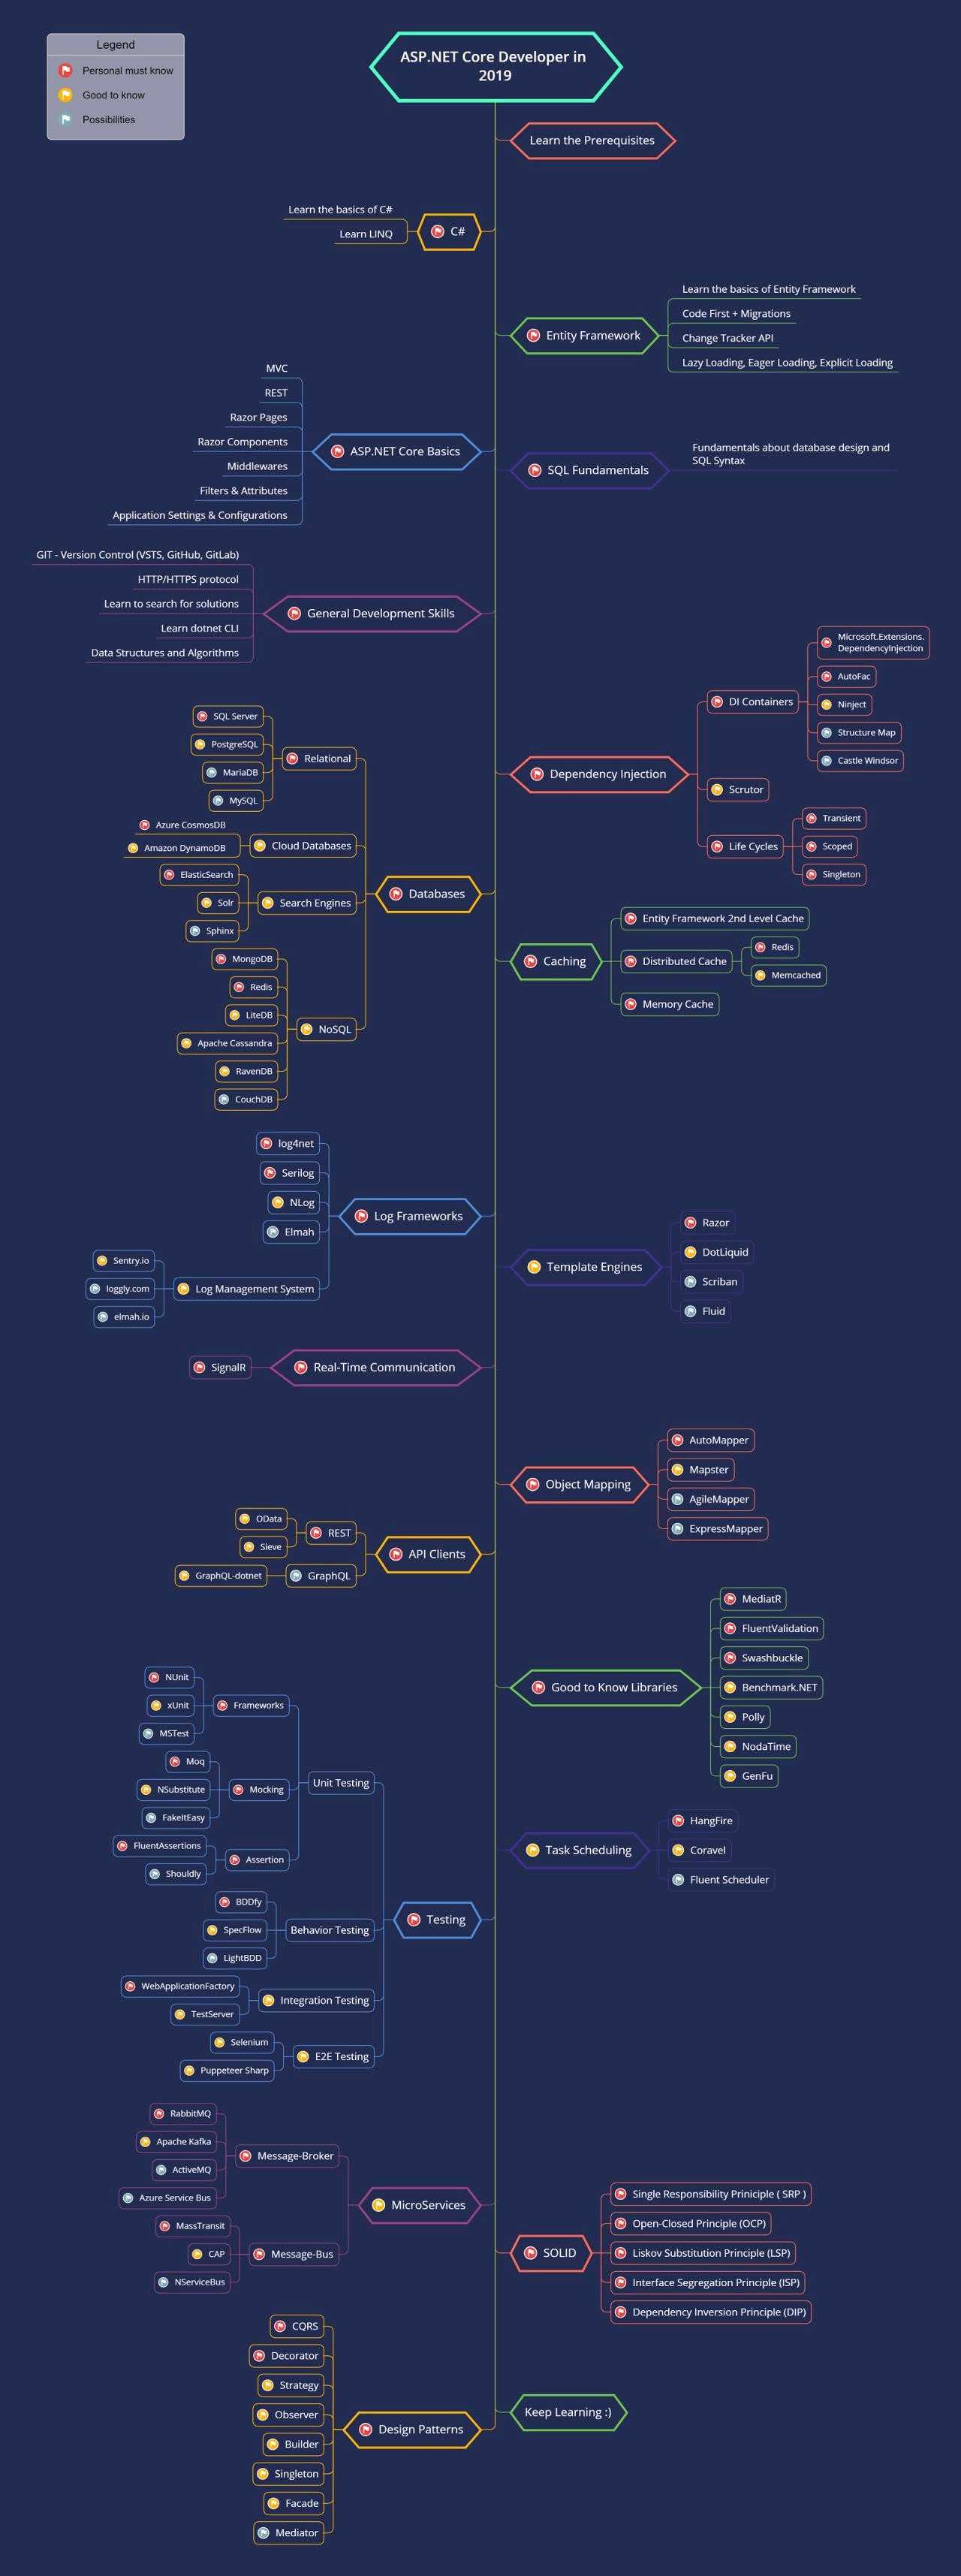 Legend
Personal must know
Good to know
Possibilities
ASP.NET Core Developer in
2019
Learn the Prerequisites
Learn the basics of C#
Learn LINQ
C#
Entity Framework
Learn the basics of Entity Framework
Code First + Migrations
Change Tracker API
Lazy Loading, Eager Loading, Explicit Loading
MVC
REST
Razor Pages
Razor Components
Middlewares
Filters & Attributes
Application Settings & Configurations
ASP.NET Core Basics
SQL Fundamentals
Fundamentals about database design and
SQL Syntax
GIT - Version Control (VSTS, GitHub, GitLab)
HTTP/HTTPS protocol
Learn to search for solutions
Learn dotnet CLI
Data Structures and Algorithms
General Development Skills
Dependency Injection
DI Containers
Microsoft.Extensions.
DependencyInjection
AutoFac
Ninject
Structure Map
Castle Windsor
Scrutor
Life Cycles
Transient
Scoped
Singleton
SQL Server
PostgreSQL
MariaDB
MySQL
Relational
Azure CosmosDB
Amazon DynamoDB
Cloud Databases
ElasticSearch
Solr
Sphinx
Search Engines
Databases
MongoDB
Redis
LiteDB
Apache Cassandra
RavenDB
CouchDB
NoSQL
Caching
Entity Framework 2nd Level Cache
Distributed Cache
Redis
Memcached
Memory Cache
log4net
Serilog
NLog
Elmah
Log Frameworks
Sentry.io
loggly.com
elmah.io
Log Management System
Template Engines
Razor
DotLiquid
Scriban
Fluid
SignalR
Real-Time Communication
Object Mapping
AutoMapper
Mapster
AgileMapper
ExpressMapper
OData
Sieve
REST
GraphQL-dotnet
GraphQL
API Clients
Good to Know Libraries
MediatR
FluentValidation
Swashbuckle
Benchmark.NET
Polly
NodaTime
GenFu
NUnit
xUnit
MSTest
Frameworks
Moq
NSubstitute
FakeItEasy
Mocking
FluentAssertions
Shouldly
Assertion
Unit Testing
Task Scheduling
HangFire
Coravel
Fluent Scheduler
BDDfy
SpecFlow
LightBDD
Behavior Testing
Testing
WebApplicationFactory
TestServer
Integration Testing
Selenium
Puppeteer Sharp
E2E Testing
RabbitMQ
Apache Kafka
ActiveMQ
Azure Service Bus
Message-Broker
MassTransit
CAP
NServiceBus
Message-Bus
MicroServices
SOLID
Single Responsibility Priniciple ( SRP )
Open-Closed Principle (OCP)
Liskov Substitution Principle (LSP)
Interface Segregation Principle (ISP)
Dependency Inversion Principle (DIP)
CQRS
Decorator
Strategy
Observer
Builder
Singleton
Facade
Mediator
Design Patterns
Keep Learning :)